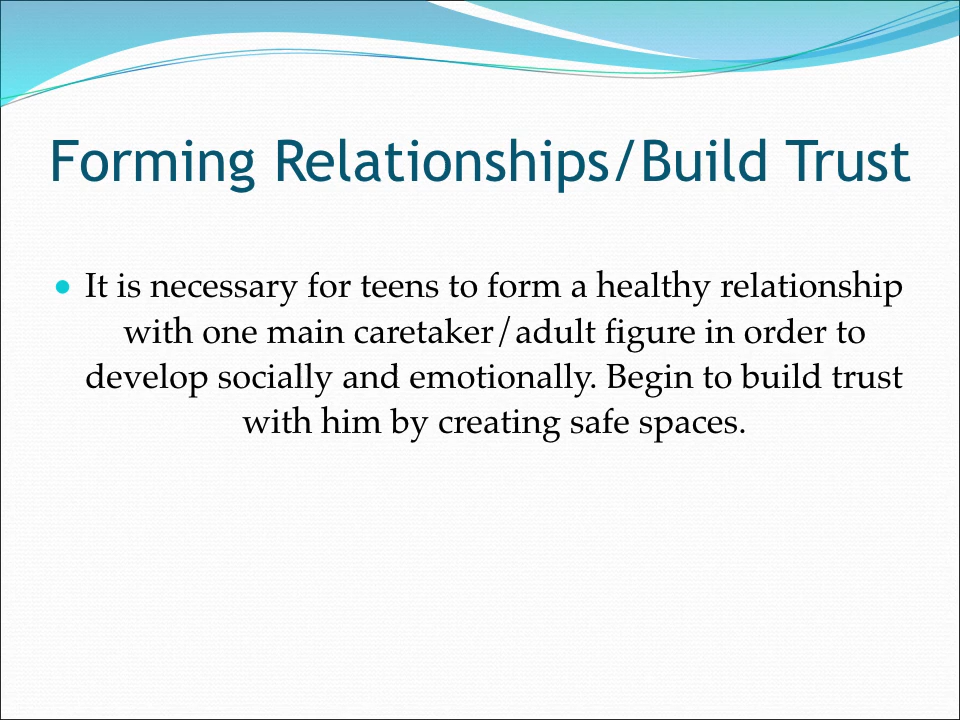 Forming Relationships/Build Trust
• It is necessary for teens to form a healthy relationship
with one main caretaker/adult figure in order to
develop socially and emotionally. Begin to build trust
with him by creating safe spaces.